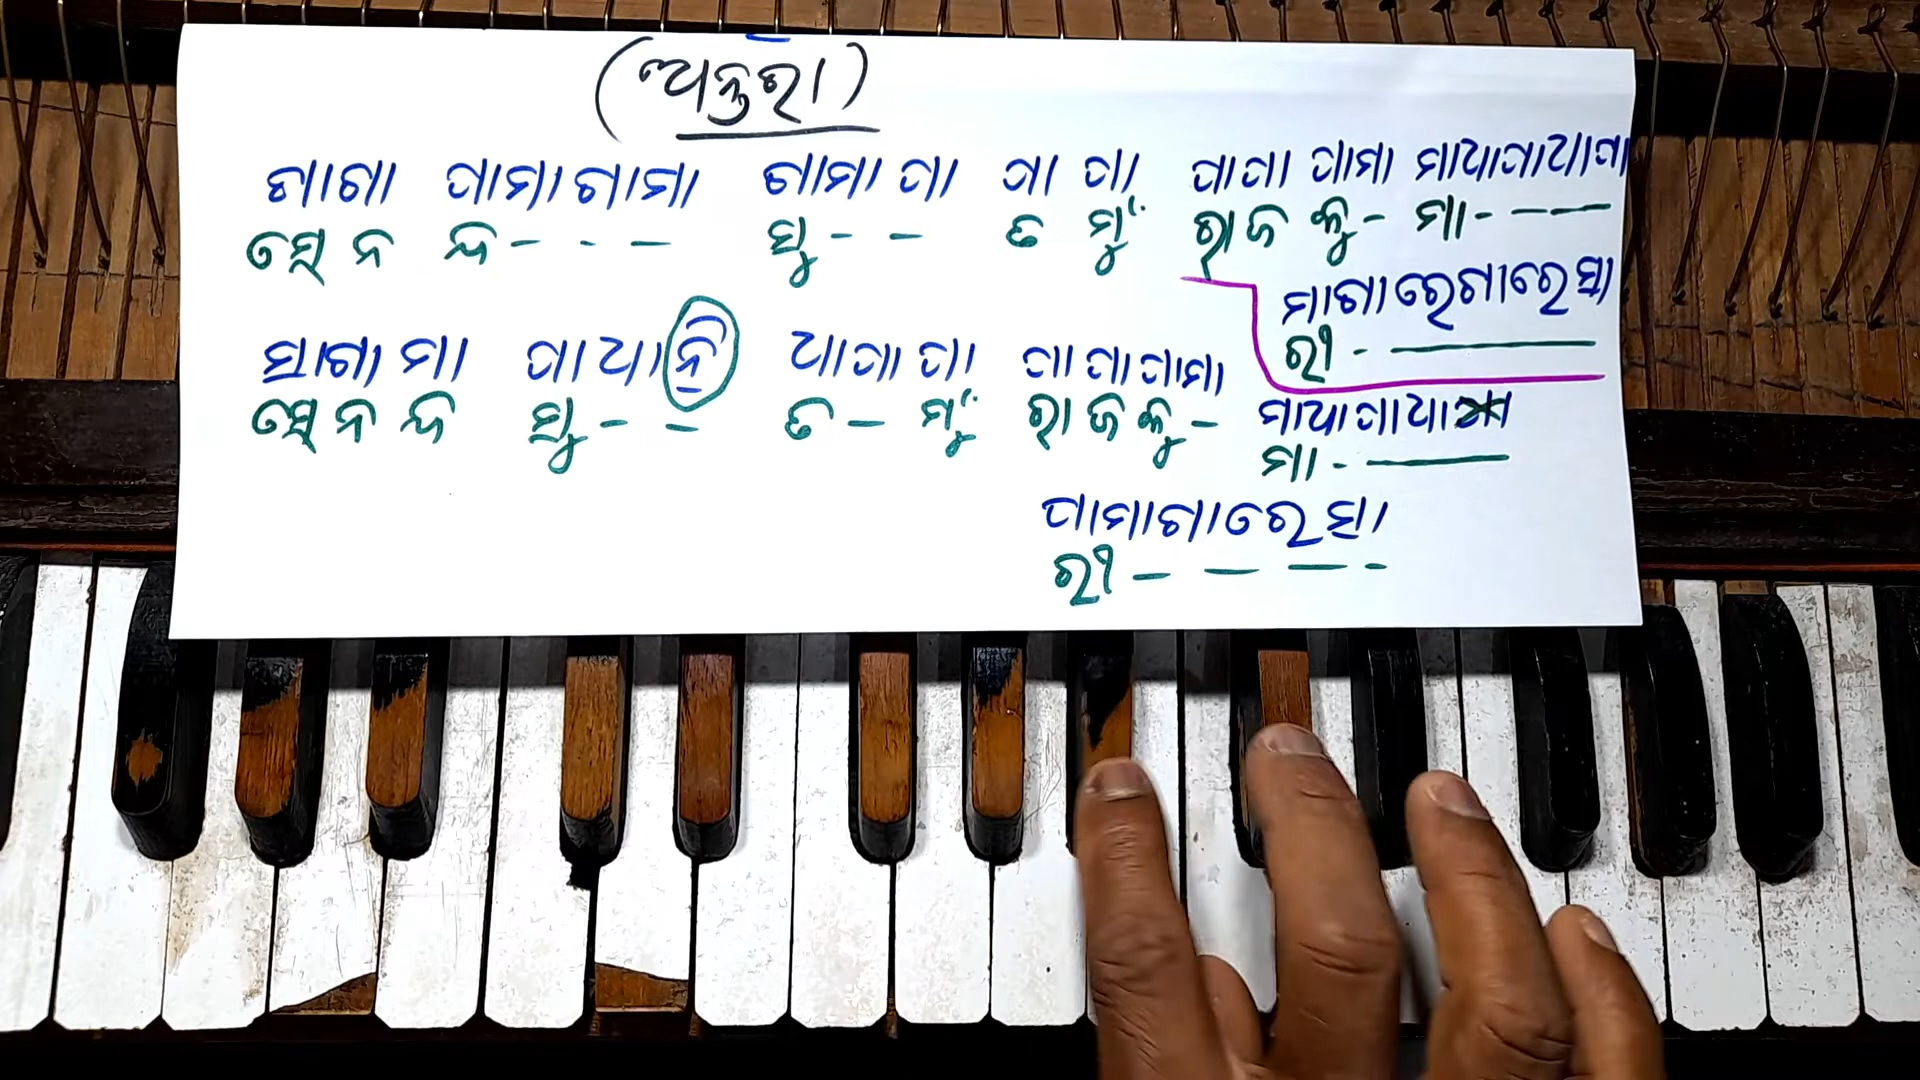 (ଅନ୍ତରା)
ଗାଗା ପାମାଗାମା ଗାମା ପା ପା ପା ପାପା ପାମା ମାଧାପାଧାପା
ସେ ନ ନ୍ଦ - - - ସୁ - - ତ ମୁଁ ରାଜ କୁ - ମା - - - -
ମାଗାରେଗାରେସା
ରୀ -
ସାଗା ମା ପାଧାନି ଧାପା ପା ପା ପା ପାମା
ସେ ନ ନ୍ଦ ସୁ - - ତ - ମୁଁ ରା ଜ କୁ -
ମାଧାପାଧା
ମା -
ପାମାଗାରେସା
ରୀ - - - -